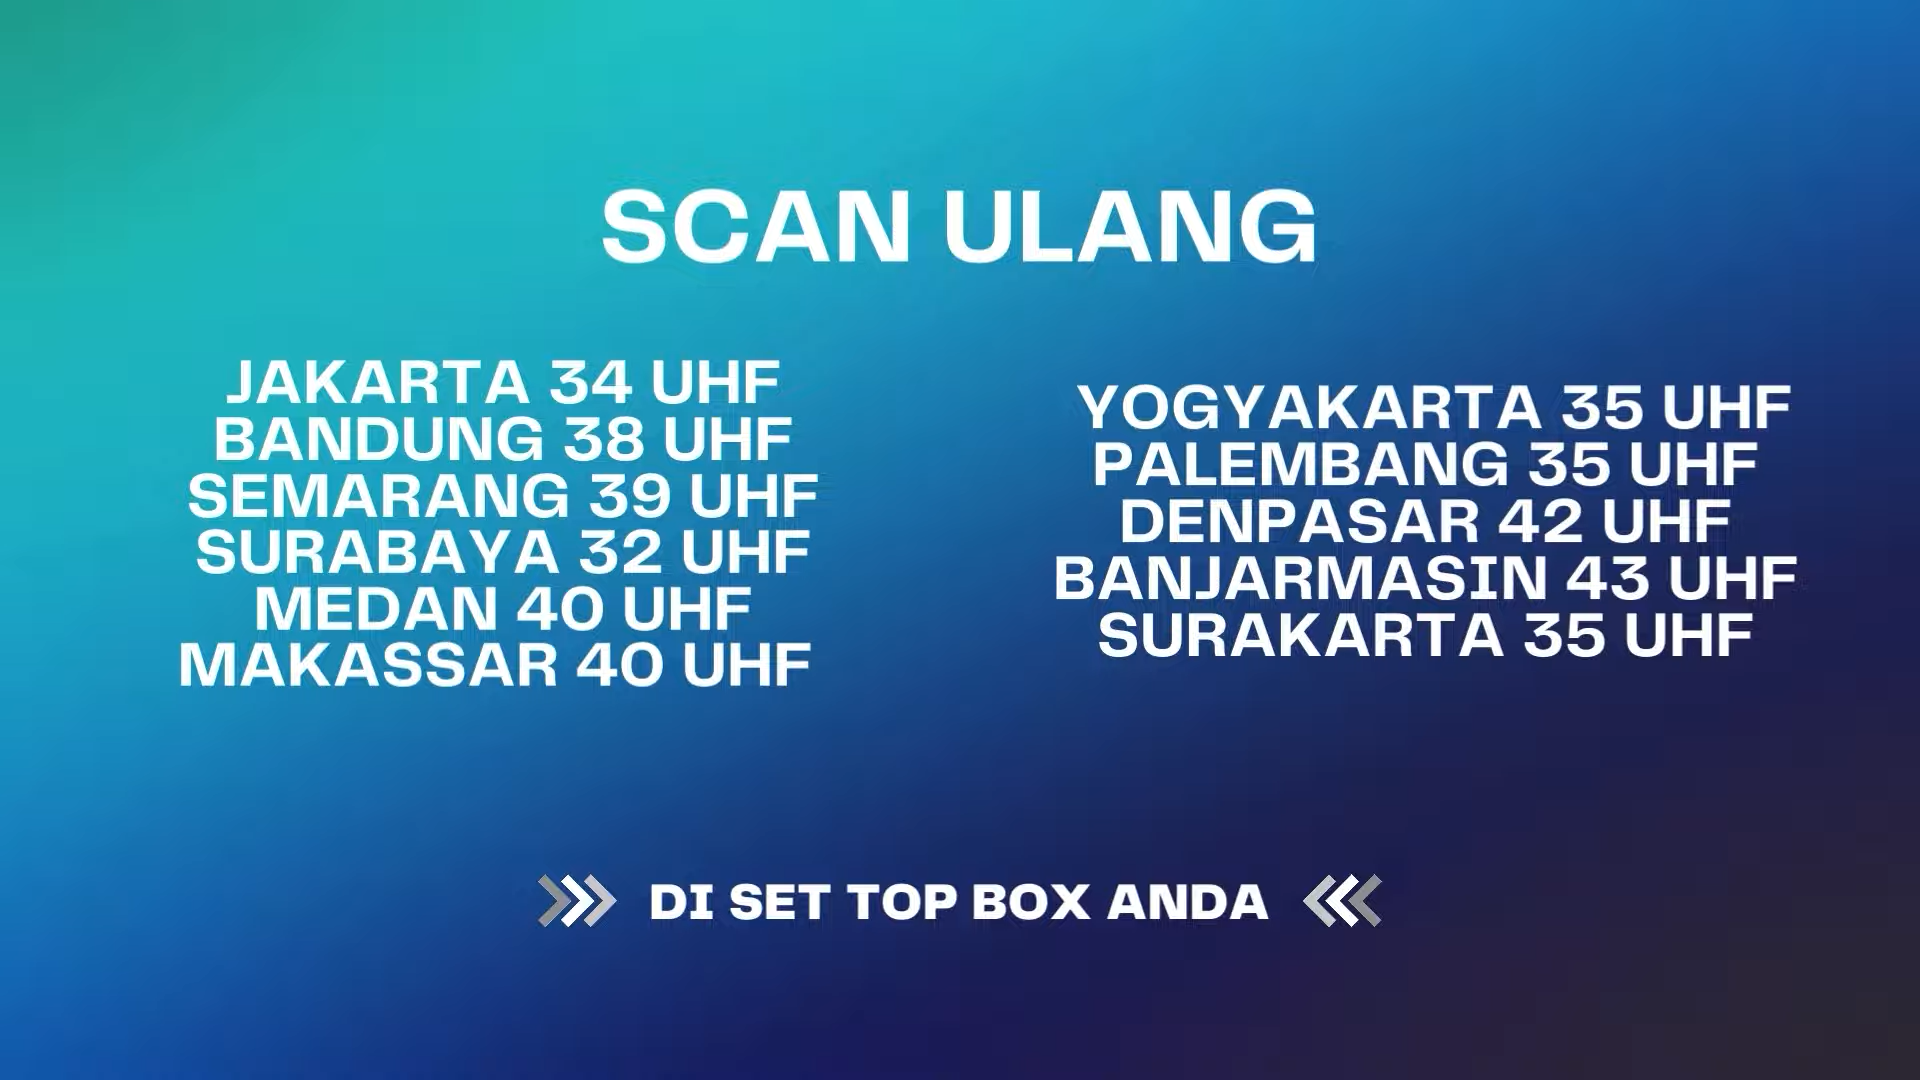 SCAN ULANG
JAKARTA 34 UHF
BANDUNG 38 UHF
SEMARANG 39 UHF
SURABAYA 32 UHF
MEDAN 40 UHF
MAKASSAR 40 UHF
YOGYAKARTA 35 UHF
PALEMBANG 35 UHF
DENPASAR 42 UHF
BANJARMASIN 43 UHF
SURAKARTA 35 UHF
DI SET TOP BOX ANDA